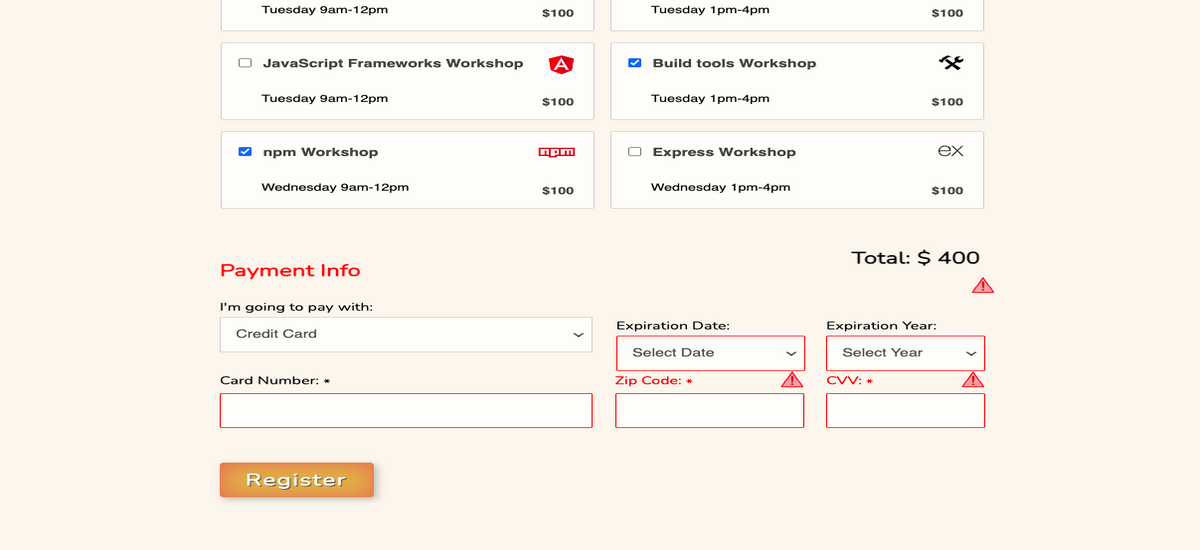 Tuesday 9am-12pm
$100
Tuesday 1pm-4pm
$100
JavaScript Frameworks Workshop
A
Tuesday 9am-12pm
$100
Build tools Workshop
Tuesday 1pm-4pm
$100
npm Workshop
npm
Wednesday 9am-12pm
$100
Express Workshop
ex
Wednesday 1pm-4pm
$100
Total: $ 400
Payment Info
I'm going to pay with:
Credit Card
Expiration Date:
Select Date
Expiration Year:
Select Year
Card Number: *
Zip Code: *
CVV: *
Register